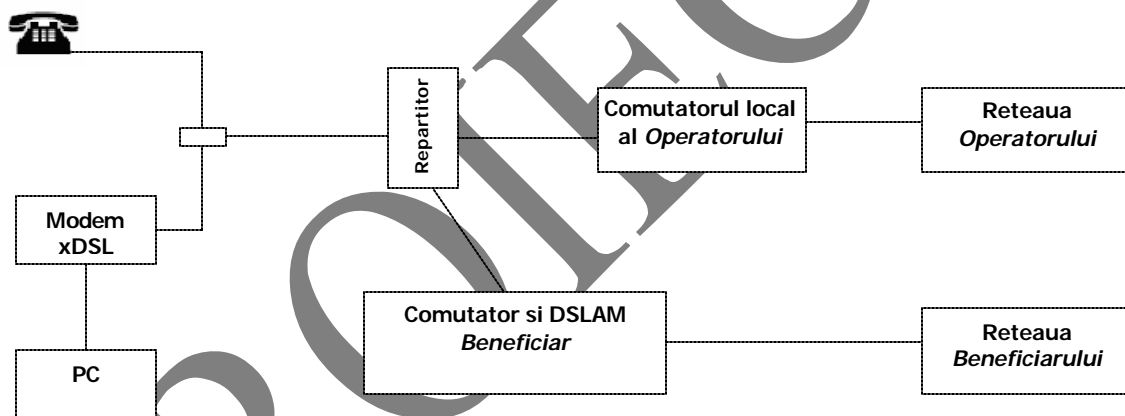 Repartitor
Comutatorul local
al Operatorului
Reteaua
Operatorului
Modem
xDSL
Comutator si DSLAM
Beneficiar
Reteaua
Beneficiarului
PC